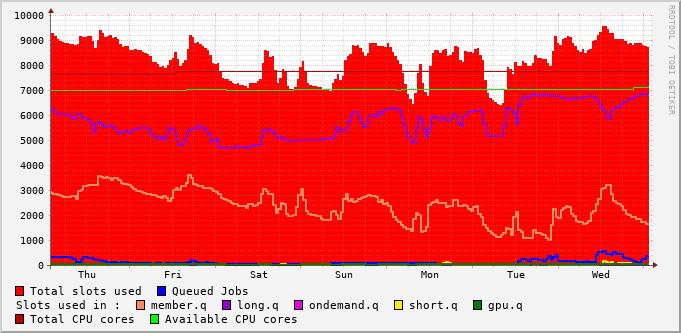 10000
9000
8000
7000
6000
5000
4000
3000
2000
1000
0
Thu Fri Sat Sun Mon Tue Wed
Total slots used Queued Jobs
Slots used in : member.q long.q ondemand.q short.q gpu.q
Total CPU cores Available CPU cores
RRDTOOL / TOBI OETIKER